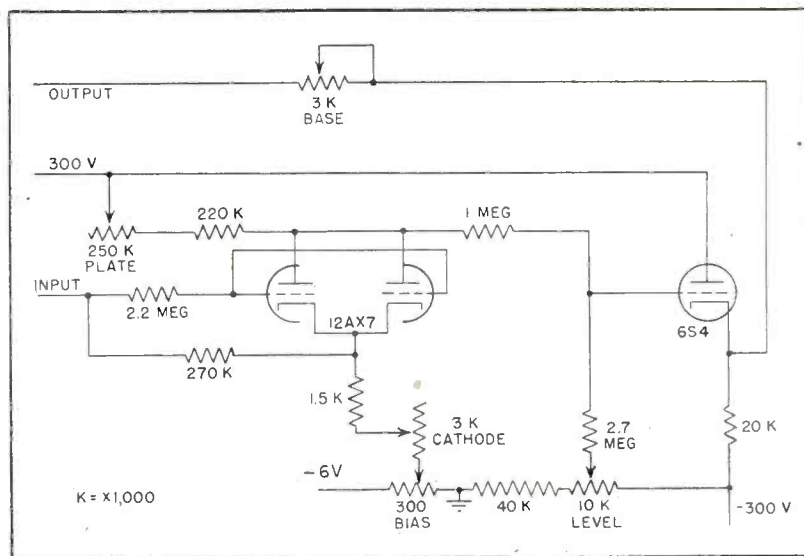 OUTPUT
3 K
BASE
300 V
220 K
1 MEG
250 K
PLATE
INPUT
2.2 MEG
12AX7
6S4
270 K
1.5 K
3 K
CATHODE
2.7
MEG
20 K
-6V
K = X1,000
300
BIAS
40 K
10 K
LEVEL
-300 V